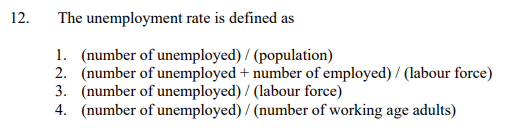 12. The unemployment rate is defined as
1. (number of unemployed) / (population)
2. (number of unemployed + number of employed) / (labour force)
3. (number of unemployed) / (labour force)
4. (number of unemployed) / (number of working age adults)